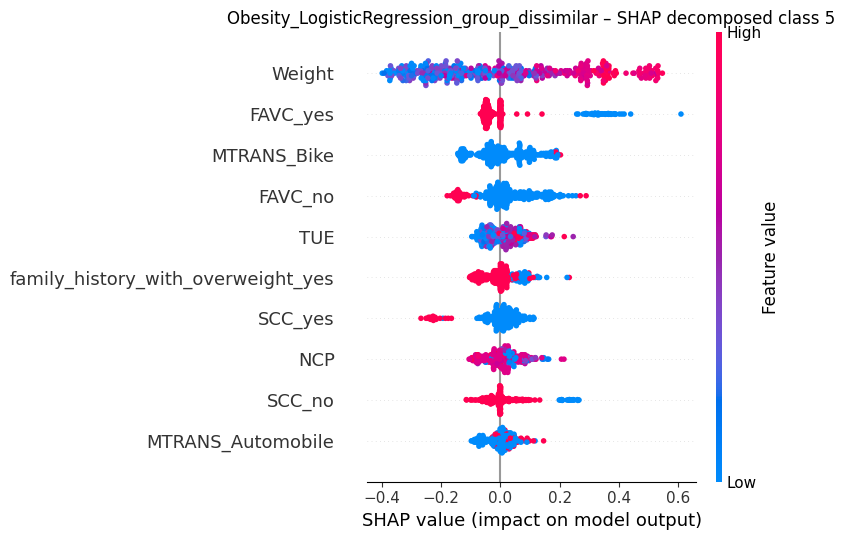 Obesity_LogisticRegression_group_dissimilar – SHAP decomposed class 5
High
Weight
FAVC_yes
MTRANS_Bike
FAVC_no
TUE
family_history_with_overweight_yes
SCC_yes
NCP
SCC_no
MTRANS_Automobile
Feature value
Low
−0.4 −0.2 0.0 0.2 0.4 0.6
SHAP value (impact on model output)